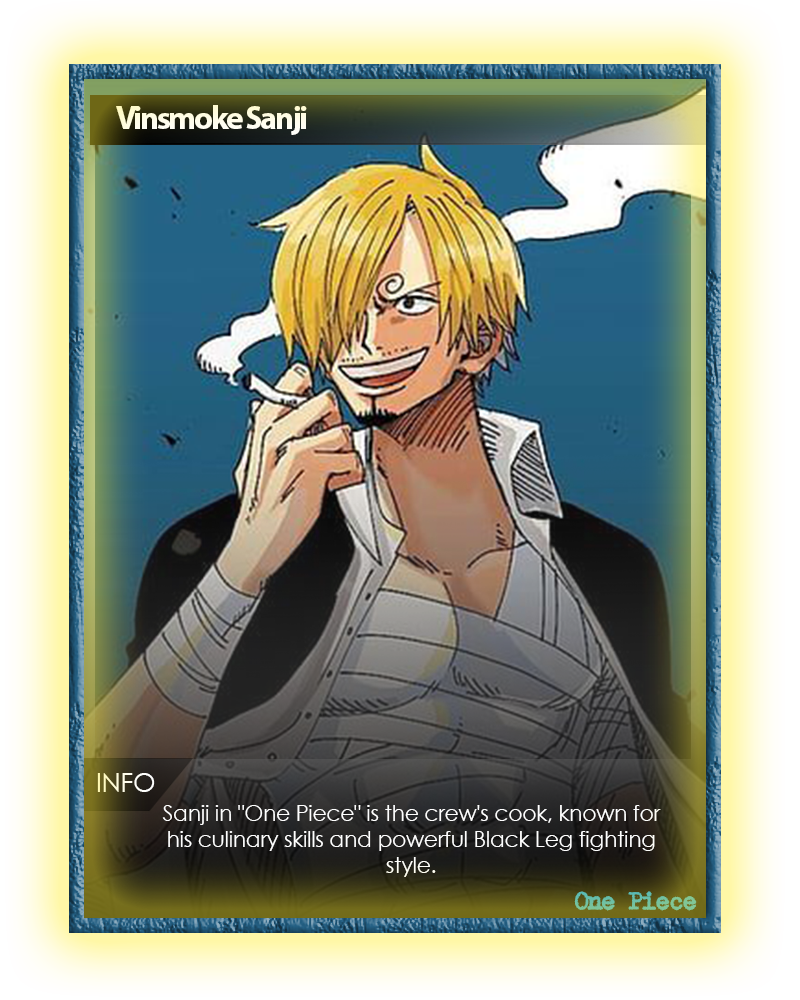 Vinsmoke Sanji
INFO
Sanji in "One Piece" is the crew's cook, known for
his culinary skills and powerful Black Leg fighting
style.
One Piece